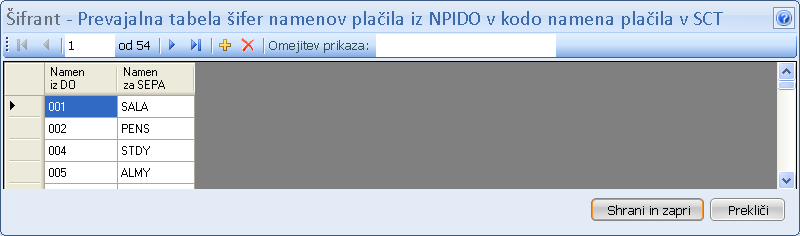 Šifrant - Prevajalna tabela šifer namenov plačila iz NPIDO v kodo namena plačila v SCT
1 od 54 Omejitev prikaza:
Namen iz DO Namen za SEPA
001 SALA
002 PENS
004 STDY
005 ALMY
Shrani in zapri Prekliči